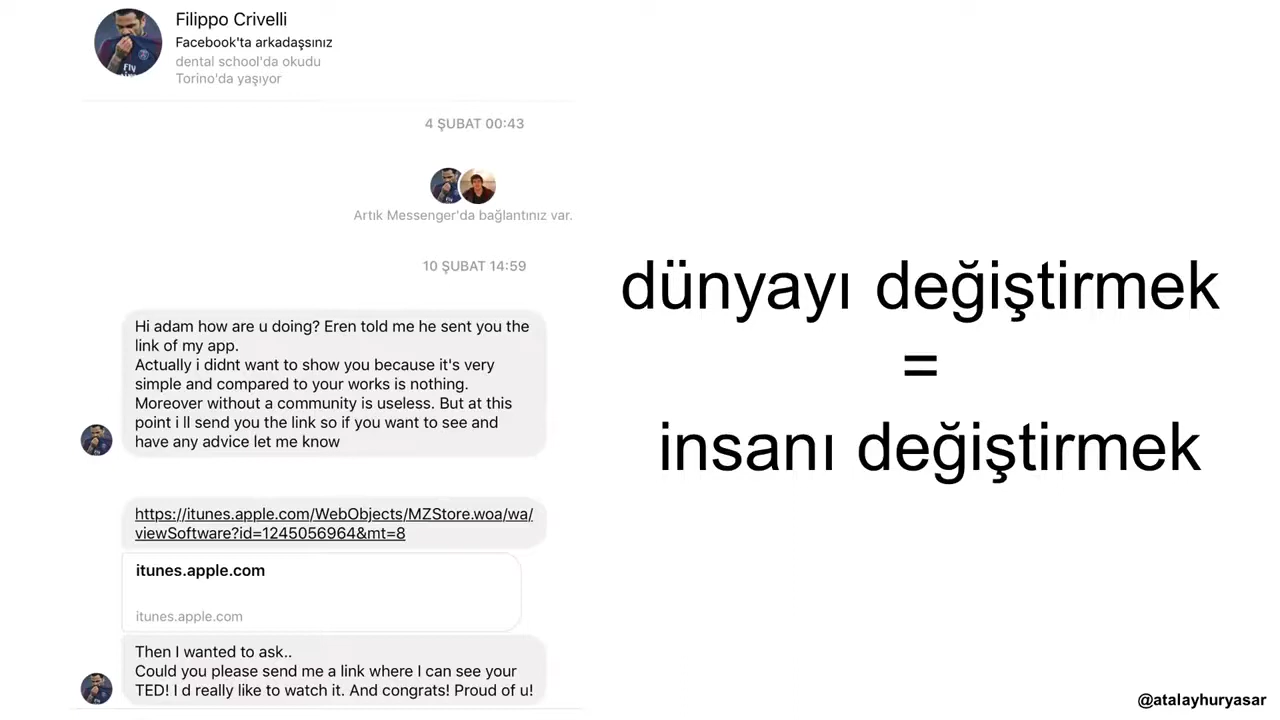 Filippo Crivelli
Facebook'ta arkadaşsınız
dental school'da okudu
Torino'da yaşıyor
4 ŞUBAT 00:43
Artık Messenger'da bağlantınız var.
10 ŞUBAT 14:59
Hi adam how are u doing? Eren told me he sent you the
link of my app.
Actually i didnt want to show you because it's very
simple and compared to your works is nothing.
Moreover without a community is useless. But at this
point i ll send you the link so if you want to see and
have any advice let me know
https://itunes.apple.com/WebObjects/MZStore.woa/wa/
viewSoftware?id=1245056964&mt=8
itunes.apple.com
itunes.apple.com
Then I wanted to ask..
Could you please send me a link where I can see your
TED! I d really like to watch it. And congrats! Proud of u!
dünyayı değiştirmek
=
insanı değiştirmek
@atalayhuryasar